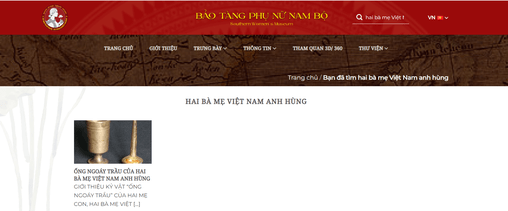 BẢO TÀNG PHỤ NỮ NAM BỘ
Southern Women's Museum
hai bà mẹ Việt
VN
TRANG CHỦ GIỚI THIỆU TRƯNG BÀY THÔNG TIN THAM QUAN 3D/ 360 THƯ VIỆN
Trang chủ / Bạn đã tìm hai bà mẹ Việt Nam anh hùng
HAI BÀ MẸ VIỆT NAM ANH HÙNG
ỐNG NGOÁY TRẦU CỦA HAI
BÀ MẸ VIỆT NAM ANH HÙNG
GIỚI THIỆU KỶ VẬT “ỐNG
NGOÁY TRẦU” CỦA HAI MẸ
CON, HAI BÀ MẸ VIỆT [...]